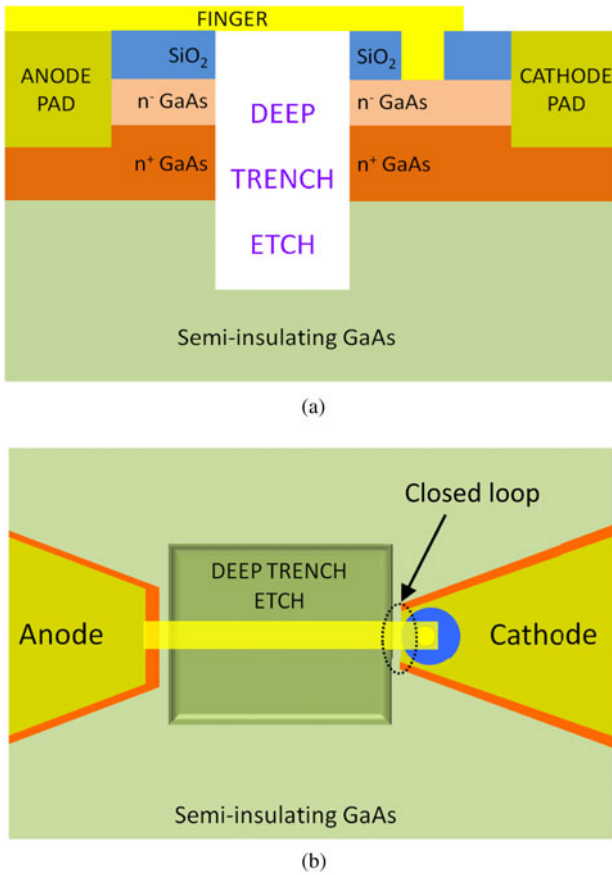 FINGER
SiO₂
SiO₂
ANODE
PAD
CATHODE
PAD
n⁻ GaAs
n⁻ GaAs
DEEP
n⁺ GaAs
n⁺ GaAs
TRENCH
ETCH
Semi-insulating GaAs
(a)
Closed loop
DEEP TRENCH
ETCH
Anode
Cathode
Semi-insulating GaAs
(b)